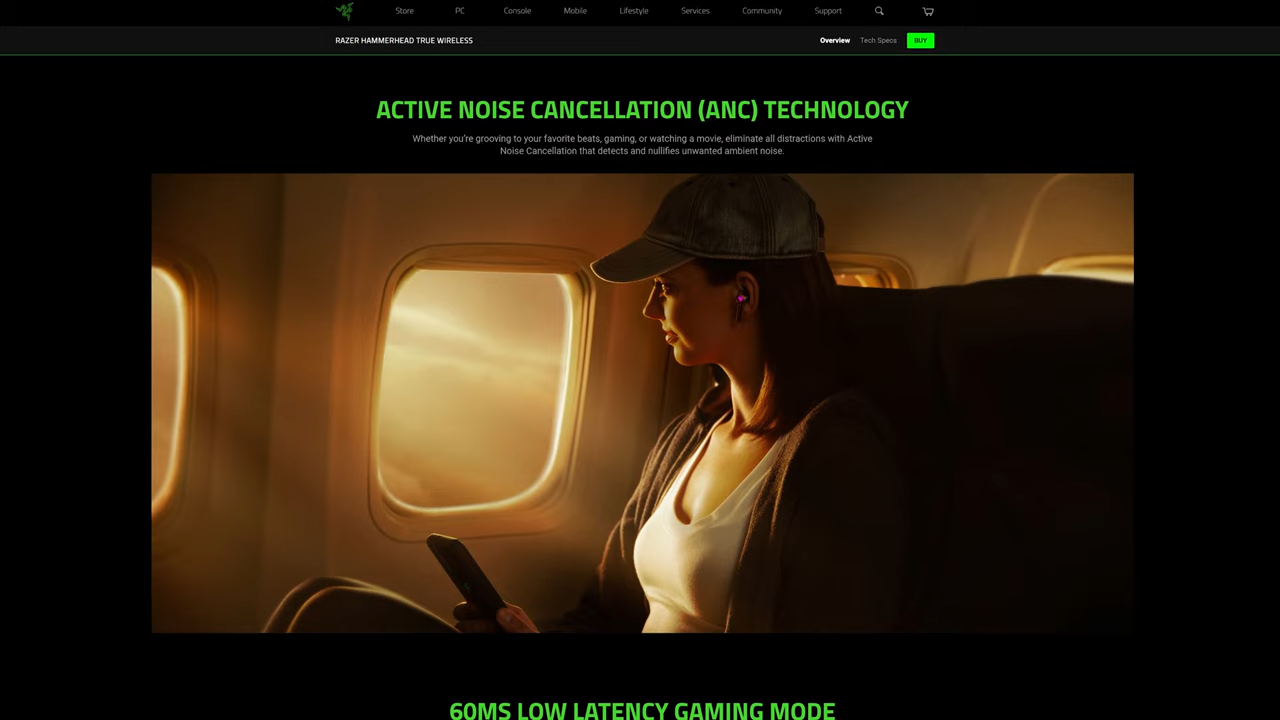 Store PC Console Mobile Lifestyle Services Community Support
RAZER HAMMERHEAD TRUE WIRELESS Overview Tech Specs BUY
ACTIVE NOISE CANCELLATION (ANC) TECHNOLOGY
Whether you're grooving to your favorite beats, gaming, or watching a movie, eliminate all distractions with Active
Noise Cancellation that detects and nullifies unwanted ambient noise.
60MS LOW LATENCY GAMING MODE